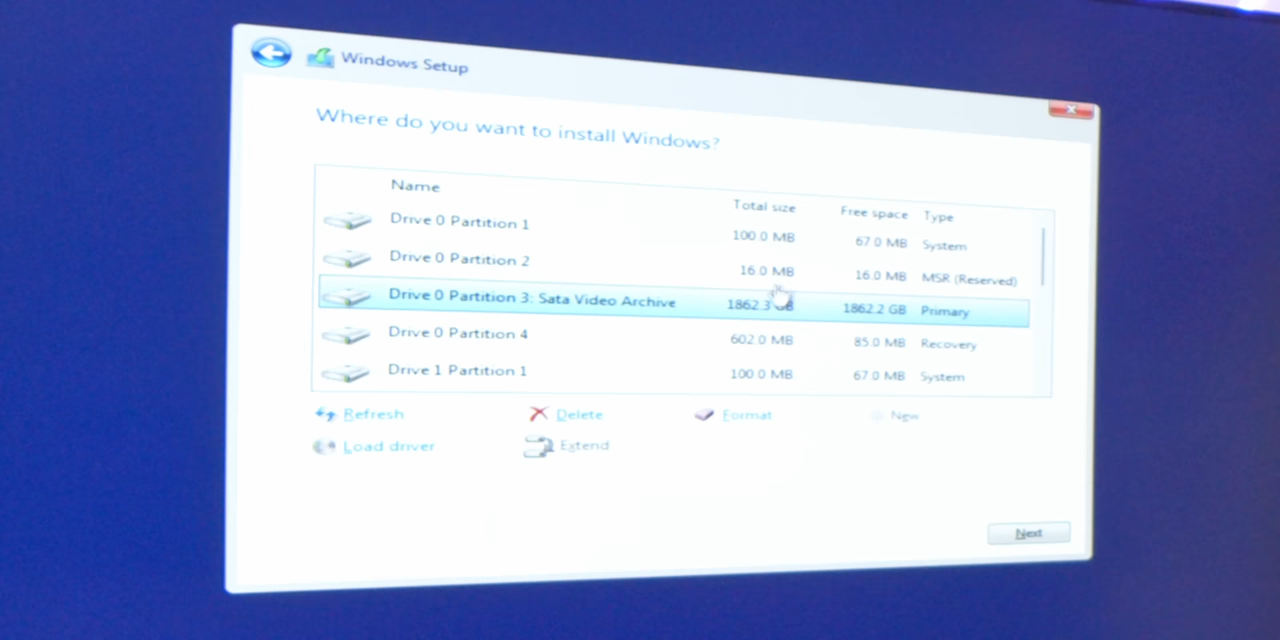 Windows Setup
Where do you want to install Windows?
Name Total size Free space Type
Drive 0 Partition 1 100.0 MB 67.0 MB System
Drive 0 Partition 2 16.0 MB 16.0 MB MSR (Reserved)
Drive 0 Partition 3: Sata Video Archive 1862.3 GB 1862.2 GB Primary
Drive 0 Partition 4 602.0 MB 85.0 MB Recovery
Drive 1 Partition 1 100.0 MB 67.0 MB System
Refresh Delete Format New
Load driver Extend
Next